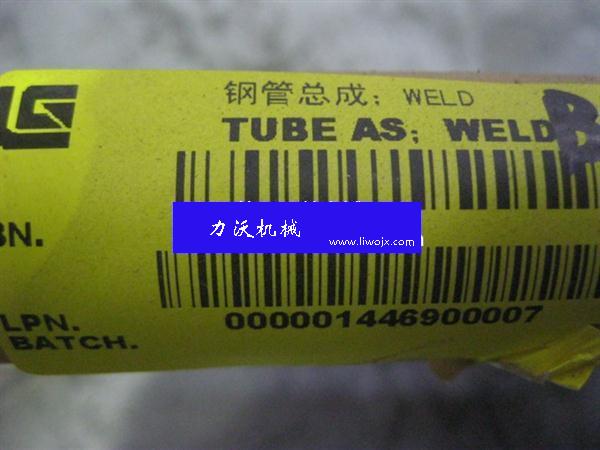 LG
钢管总成；WELD
TUBE AS; WELD
B
BN.
力沃机械
www.liwojx.com
LPN.
000001446900007
BATCH.